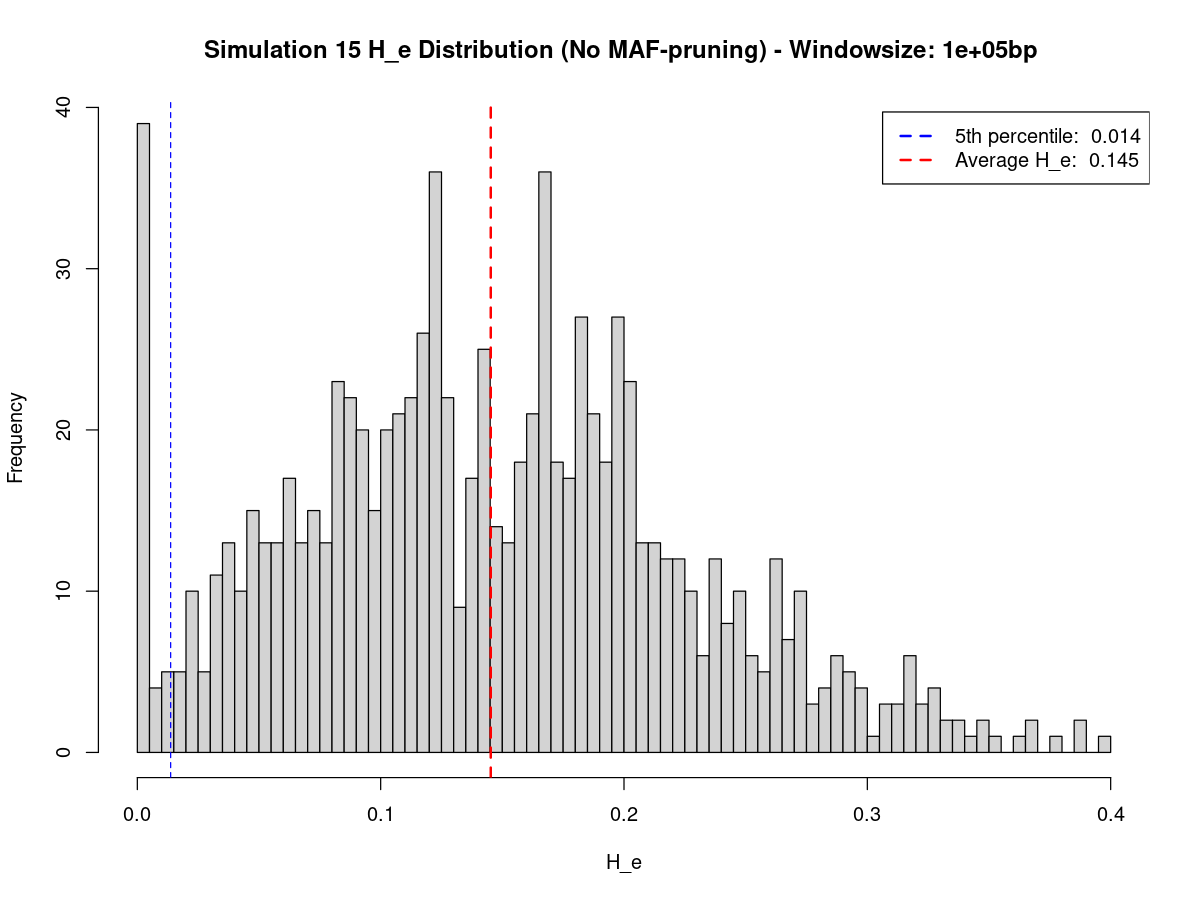 Simulation 15 H_e Distribution (No MAF-pruning) - Windowsize: 1e+05bp
5th percentile:  0.014
Average H_e:  0.145
Frequency
40
30
20
10
0
0.0 0.1 0.2 0.3 0.4
H_e